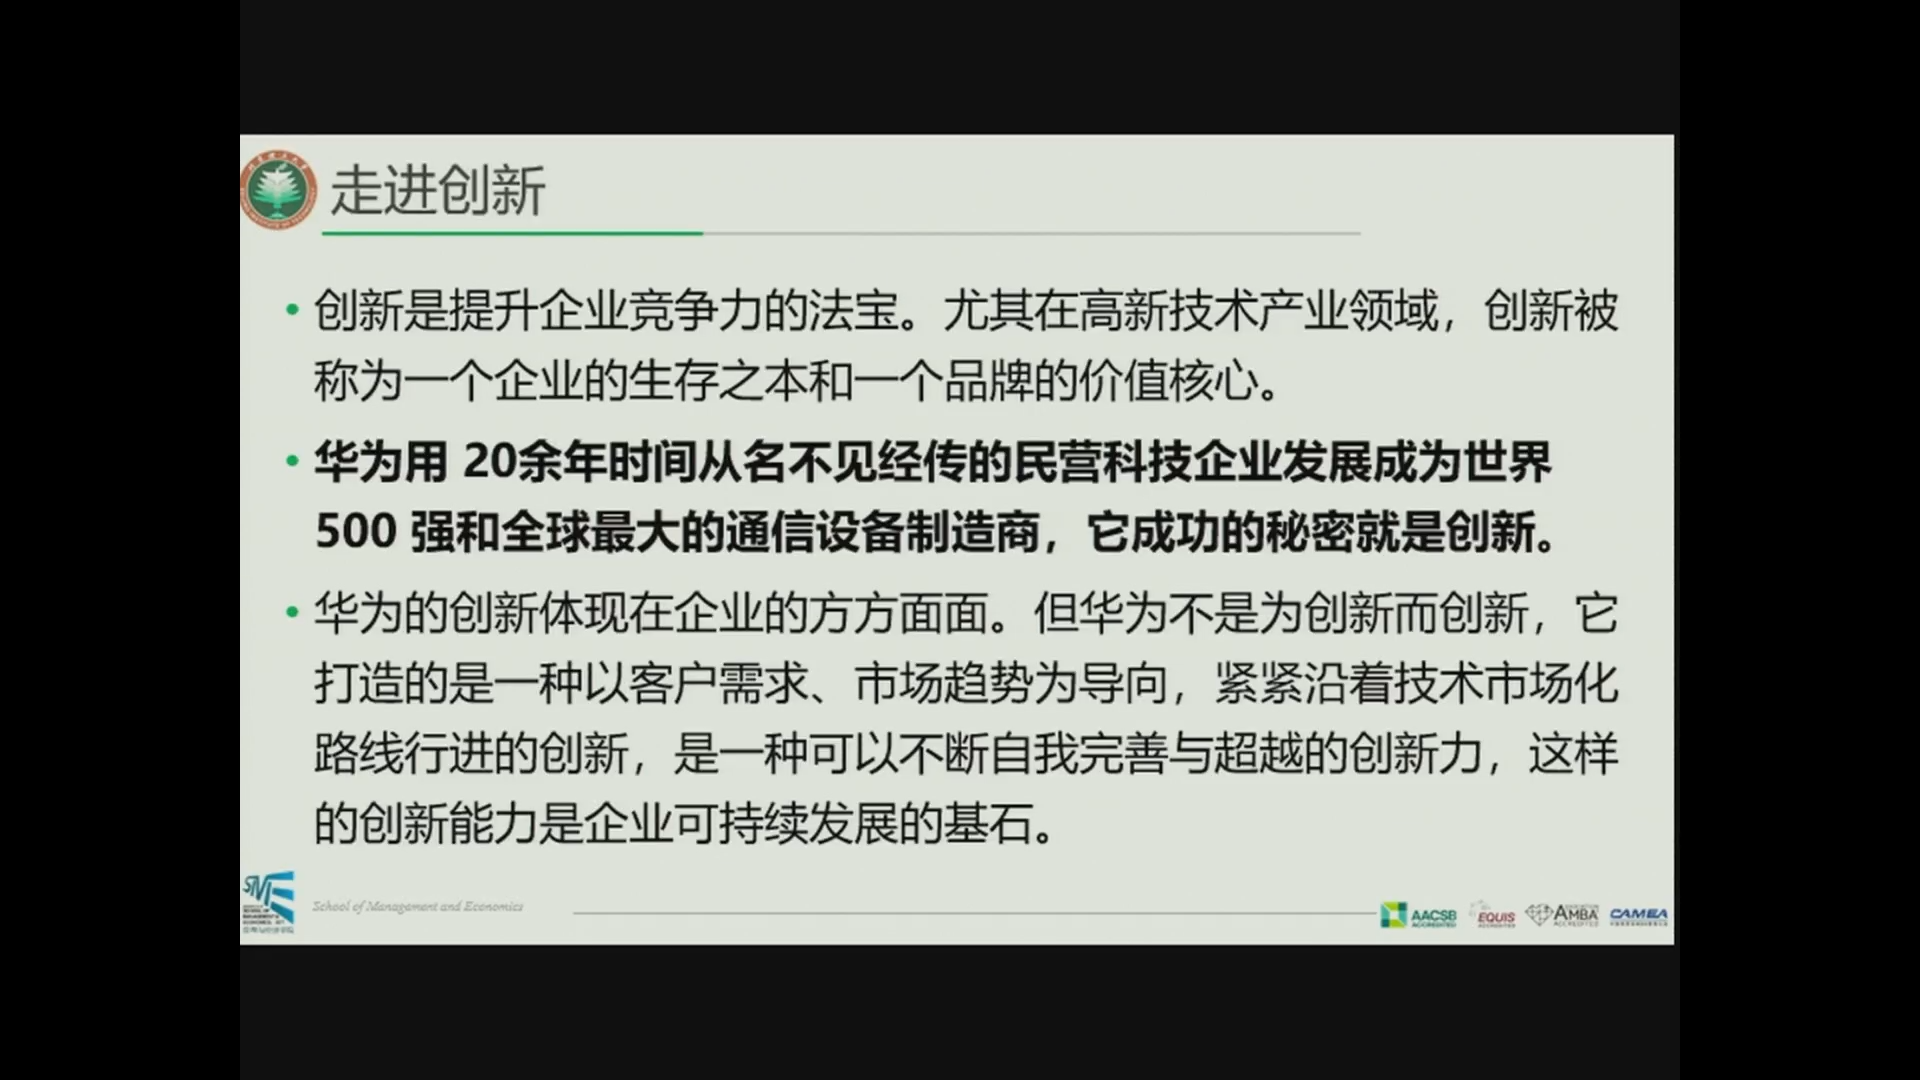 走进创新
创新是提升企业竞争力的法宝。尤其在高新技术产业领域，创新被
称为一个企业的生存之本和一个品牌的价值核心。
华为用 20余年时间从名不见经传的民营科技企业发展成为世界
500 强和全球最大的通信设备制造商，它成功的秘密就是创新。
华为的创新体现在企业的方方面面。但华为不是为创新而创新，它
打造的是一种以客户需求、市场趋势为导向，紧紧沿着技术市场化
路线行进的创新，是一种可以不断自我完善与超越的创新力，这样
的创新能力是企业可持续发展的基石。
School of Management and Economics
AACSB
ACCREDITED
EQUIS
ACCREDITED
AMBA
ACCREDITED
CAMEA